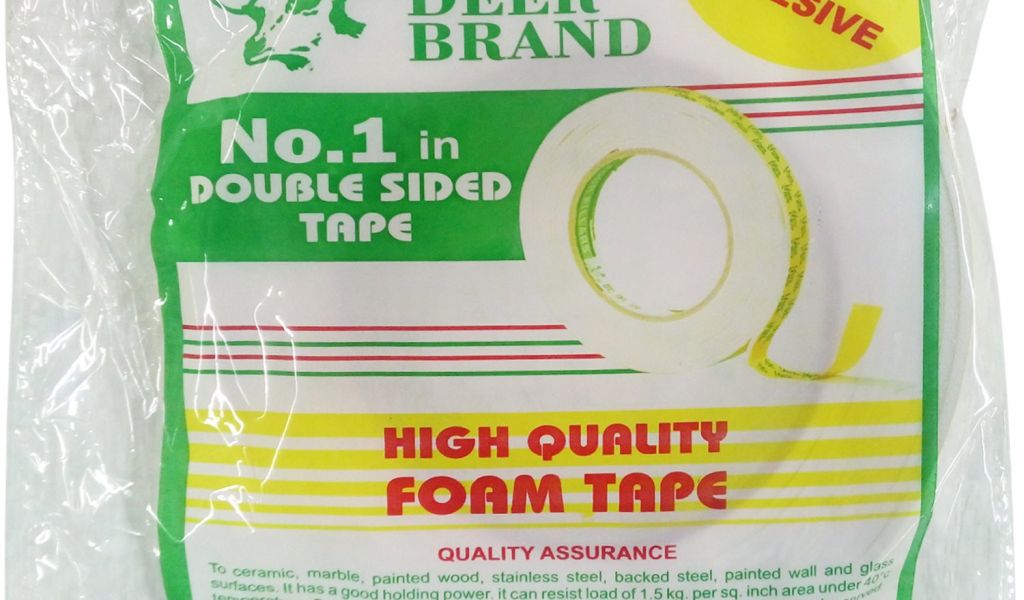 DEER
BRAND
No.1 in
DOUBLE SIDED
TAPE
HIGH QUALITY
FOAM TAPE
QUALITY ASSURANCE
To ceramic, marble, painted wood, stainless steel, backed steel, painted wall and glass
surfaces. It has a good holding power. it can resist load of 1.5 kg. per sq. inch area under 40°c